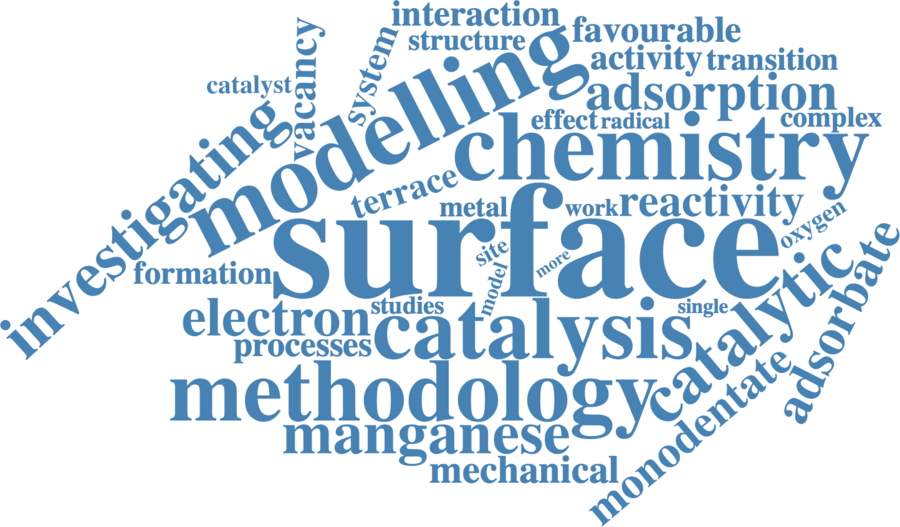 interaction
favourable
structure
activity transition
system
vacancy
catalyst
adsorption
modelling
investigating
effect radical
complex
chemistry
terrace
metal
work reactivity
surface
oxygen
site
more
model
formation
adsorbate
catalytic
studies
single
electron
catalysis
processes
methodology
monodentate
manganese
mechanical